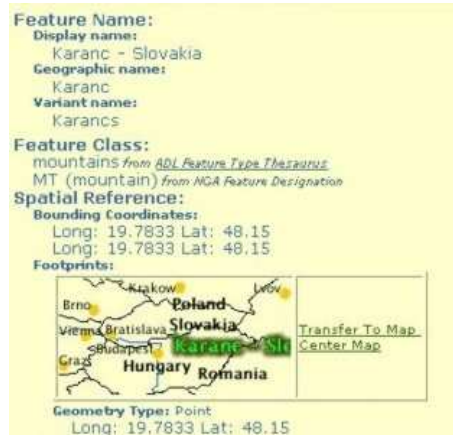 Feature Name:
Display name:
Karanc - Slovakia
Geographic name:
Karanc
Variant name:
Karancs
Feature Class:
mountains from ADL Feature Type Thesaurus
MT (mountain) from NGA Feature Designation
Spatial Reference:
Bounding Coordinates:
Long: 19.7833 Lat: 48.15
Long: 19.7833 Lat: 48.15
Footprints:
Krakow Lvov
Brno Poland
Vienna Bratislava Slovakia
Budapest Karanc - Slo
Graz Hungary Romania
Transfer To Map
Center Map
Geometry Type: Point
Long: 19.7833 Lat: 48.15